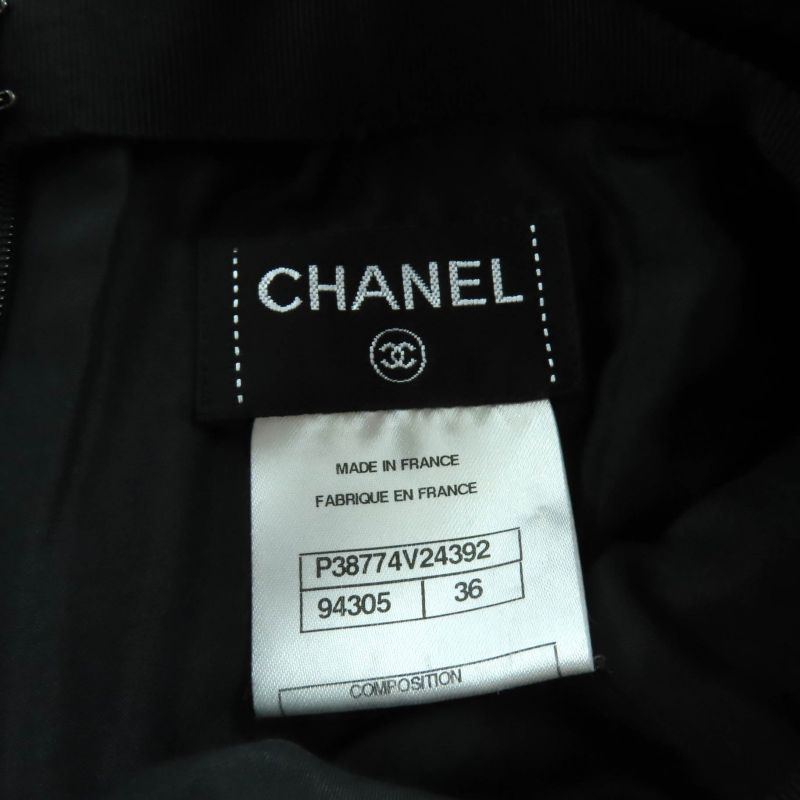 CHANEL
MADE IN FRANCE
FABRIQUE EN FRANCE
P38774V24392
94305 36
COMPOSITION